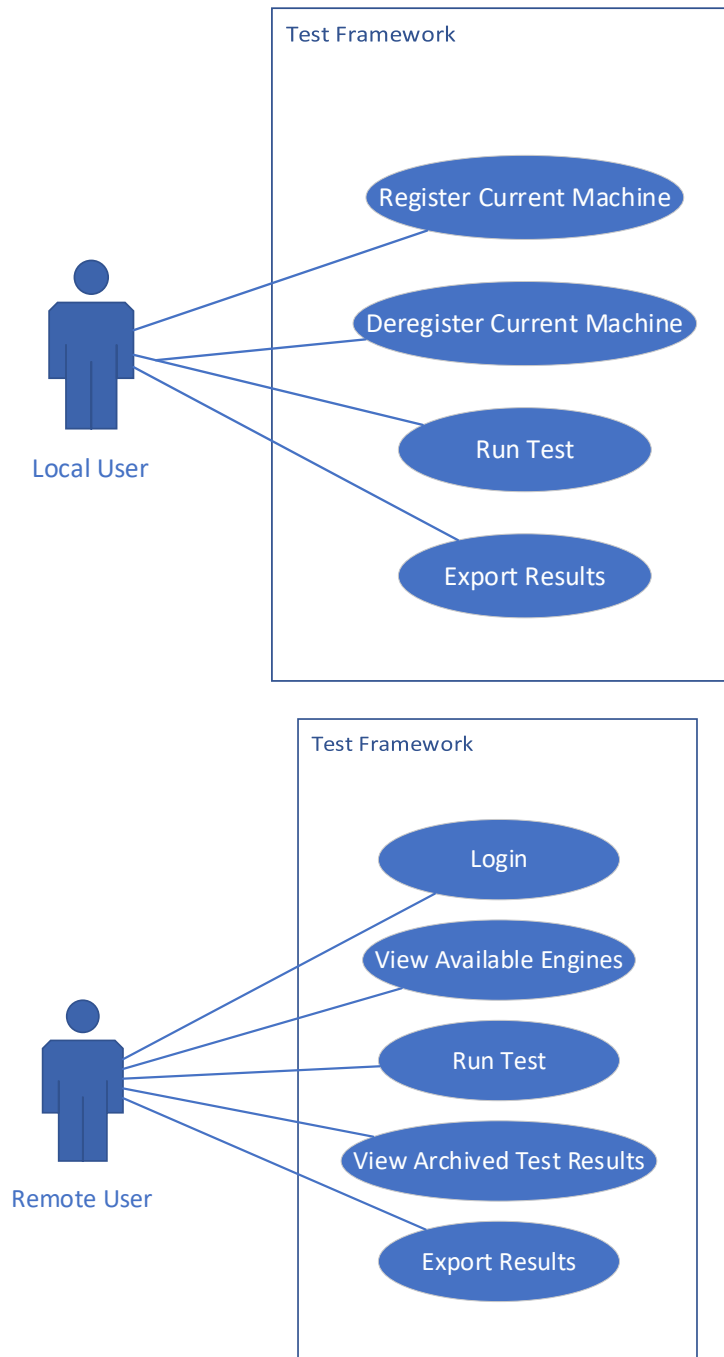 Test Framework
Register Current Machine
Deregister Current Machine
Run Test
Local User
Export Results
Test Framework
Login
View Available Engines
Run Test
View Archived Test Results
Remote User
Export Results